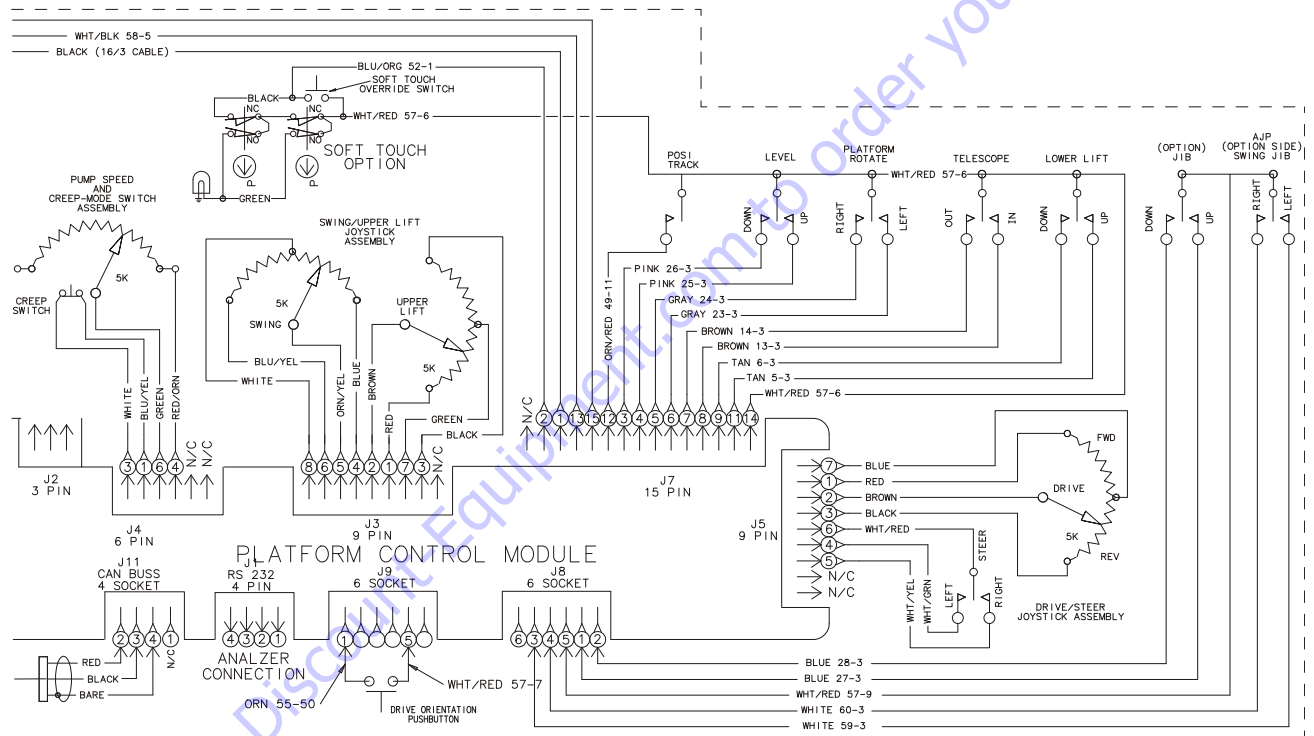 WHT/BLK 58-5
BLACK (16/3 CABLE)
BLU/ORG 52-1
SOFT TOUCH
OVERRIDE SWITCH
BLACK
NC
NC
WHT/RED 57-6
NO
NO
SOFT TOUCH
OPTION
P
P
GREEN
PUMP SPEED
AND
CREEP-MODE SWITCH
ASSEMBLY
5K
CREEP
SWITCH
WHITE
BLU/YEL
GREEN
RED/ORN
N/C
N/C
3 1 6 4
J2
3 PIN
J4
6 PIN
SWING/UPPER LIFT
JOYSTICK
ASSEMBLY
5K
SWING
UPPER
LIFT
5K
BLU/YEL
WHITE
ORN/YEL
BLUE
BROWN
RED
GREEN
BLACK
N/C
8 6 5 4 2 1 7 3
J3
9 PIN
POSI
TRACK
LEVEL
DOWN
UP
PLATFORM
ROTATE
RIGHT
LEFT
WHT/RED 57-6
TELESCOPE
OUT
IN
LOWER LIFT
DOWN
UP
(OPTION)
JIB
DOWN
UP
AJP
(OPTION SIDE)
SWING JIB
RIGHT
LEFT
ORN/RED 49-11
PINK 26-3
PINK 25-3
GRAY 24-3
GRAY 23-3
BROWN 14-3
BROWN 13-3
TAN 6-3
TAN 5-3
WHT/RED 57-6
N/C
2 1 13 15 12 3 4 5 6 7 8 9 11 14
J7
15 PIN
J5
9 PIN
7 BLUE
1 RED
2 BROWN
3 BLACK
6 WHT/RED
4
5
N/C
N/C
WHT/YEL
WHT/GRN
STEER
LEFT
RIGHT
FWD
DRIVE
5K
REV
DRIVE/STEER
JOYSTICK ASSEMBLY
PLATFORM CONTROL MODULE
J11
CAN BUSS
4 SOCKET
2 3 4 1
N/C
RED
BLACK
BARE
J1
RS 232
4 PIN
4 3 2 1
ANALZER
CONNECTION
J9
6 SOCKET
1 5
ORN 55-50
WHT/RED 57-7
DRIVE ORIENTATION
PUSHBUTTON
J8
6 SOCKET
6 3 4 5 1 2
BLUE 28-3
BLUE 27-3
WHT/RED 57-9
WHITE 60-3
WHITE 59-3
Discount-Equipment.com to order you